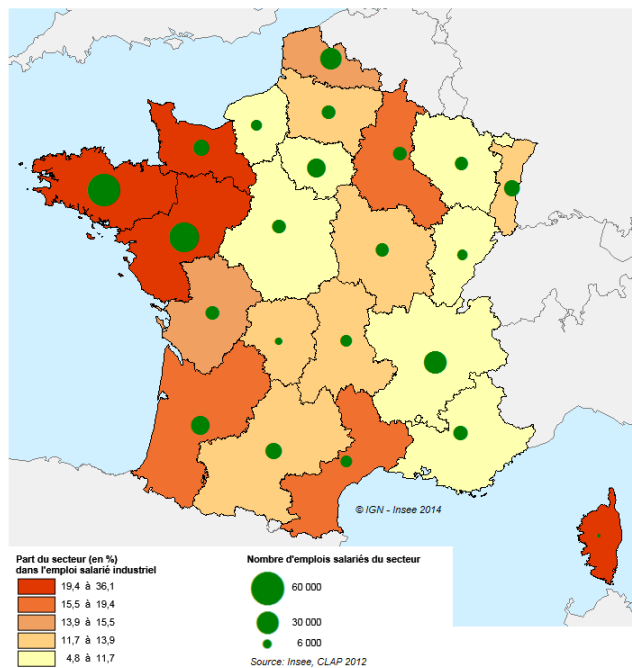 © IGN - Insee 2014
Part du secteur (en %)
dans l'emploi salarié industriel
19,4 à 36,1
15,5 à 19,4
13,9 à 15,5
11,7 à 13,9
4,8 à 11,7
Nombre d'emplois salariés du secteur
60 000
30 000
6 000
Source: Insee, CLAP 2012